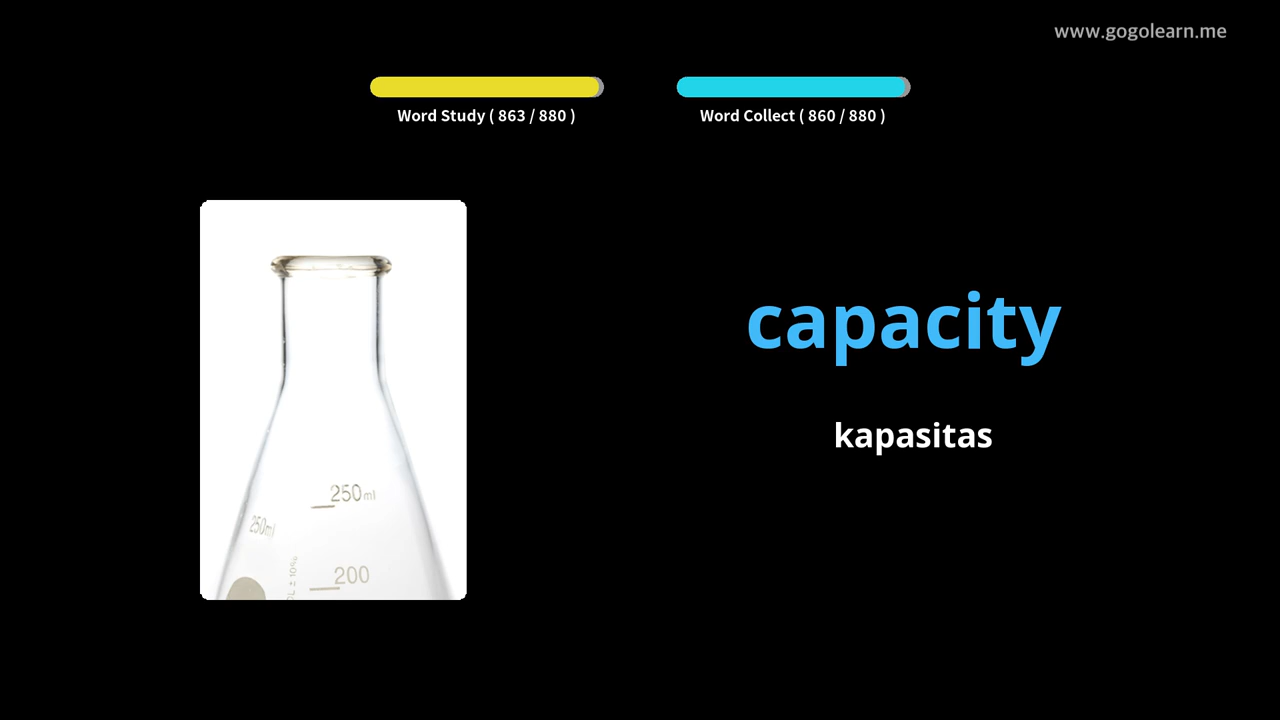 www.gogolearn.me
Word Study ( 863 / 880 )
Word Collect ( 860 / 880 )
capacity
kapasitas
250ml
250ml
200